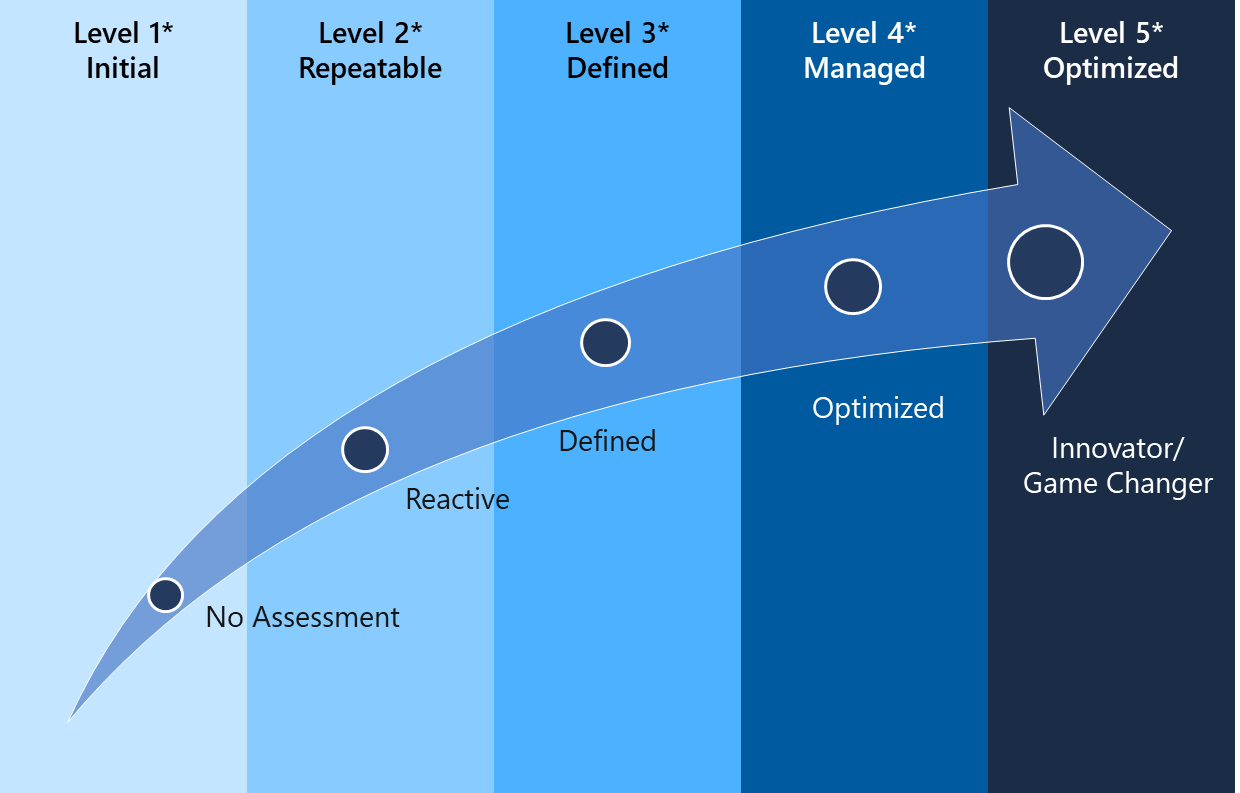 Level 1*
Initial
Level 2*
Repeatable
Level 3*
Defined
Level 4*
Managed
Level 5*
Optimized
No Assessment
Reactive
Defined
Optimized
Innovator/
Game Changer